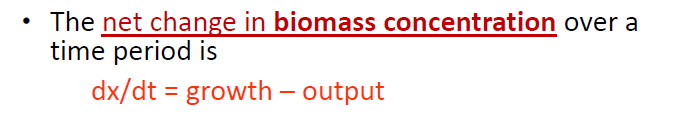 • The net change in biomass concentration over a
time period is
dx/dt = growth – output